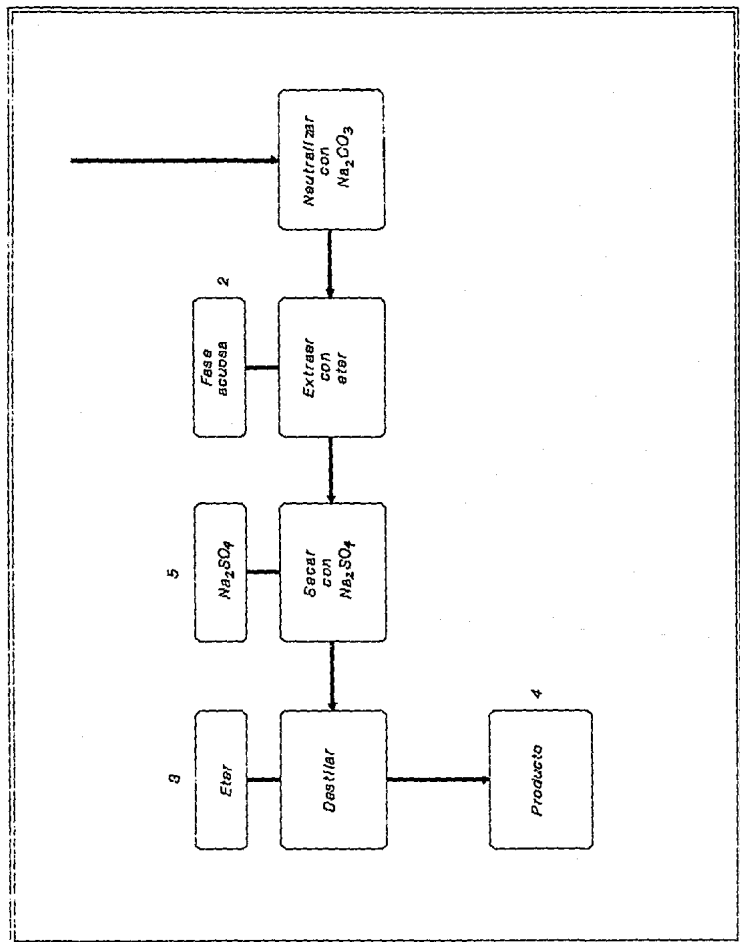 Neutralizar
con
Na₂CO₃
2
Fase
acuosa
Extraer
con
eter
5
Na₂SO₄
Secar
con
Na₂SO₄
3
Eter
Destilar
4
Producto